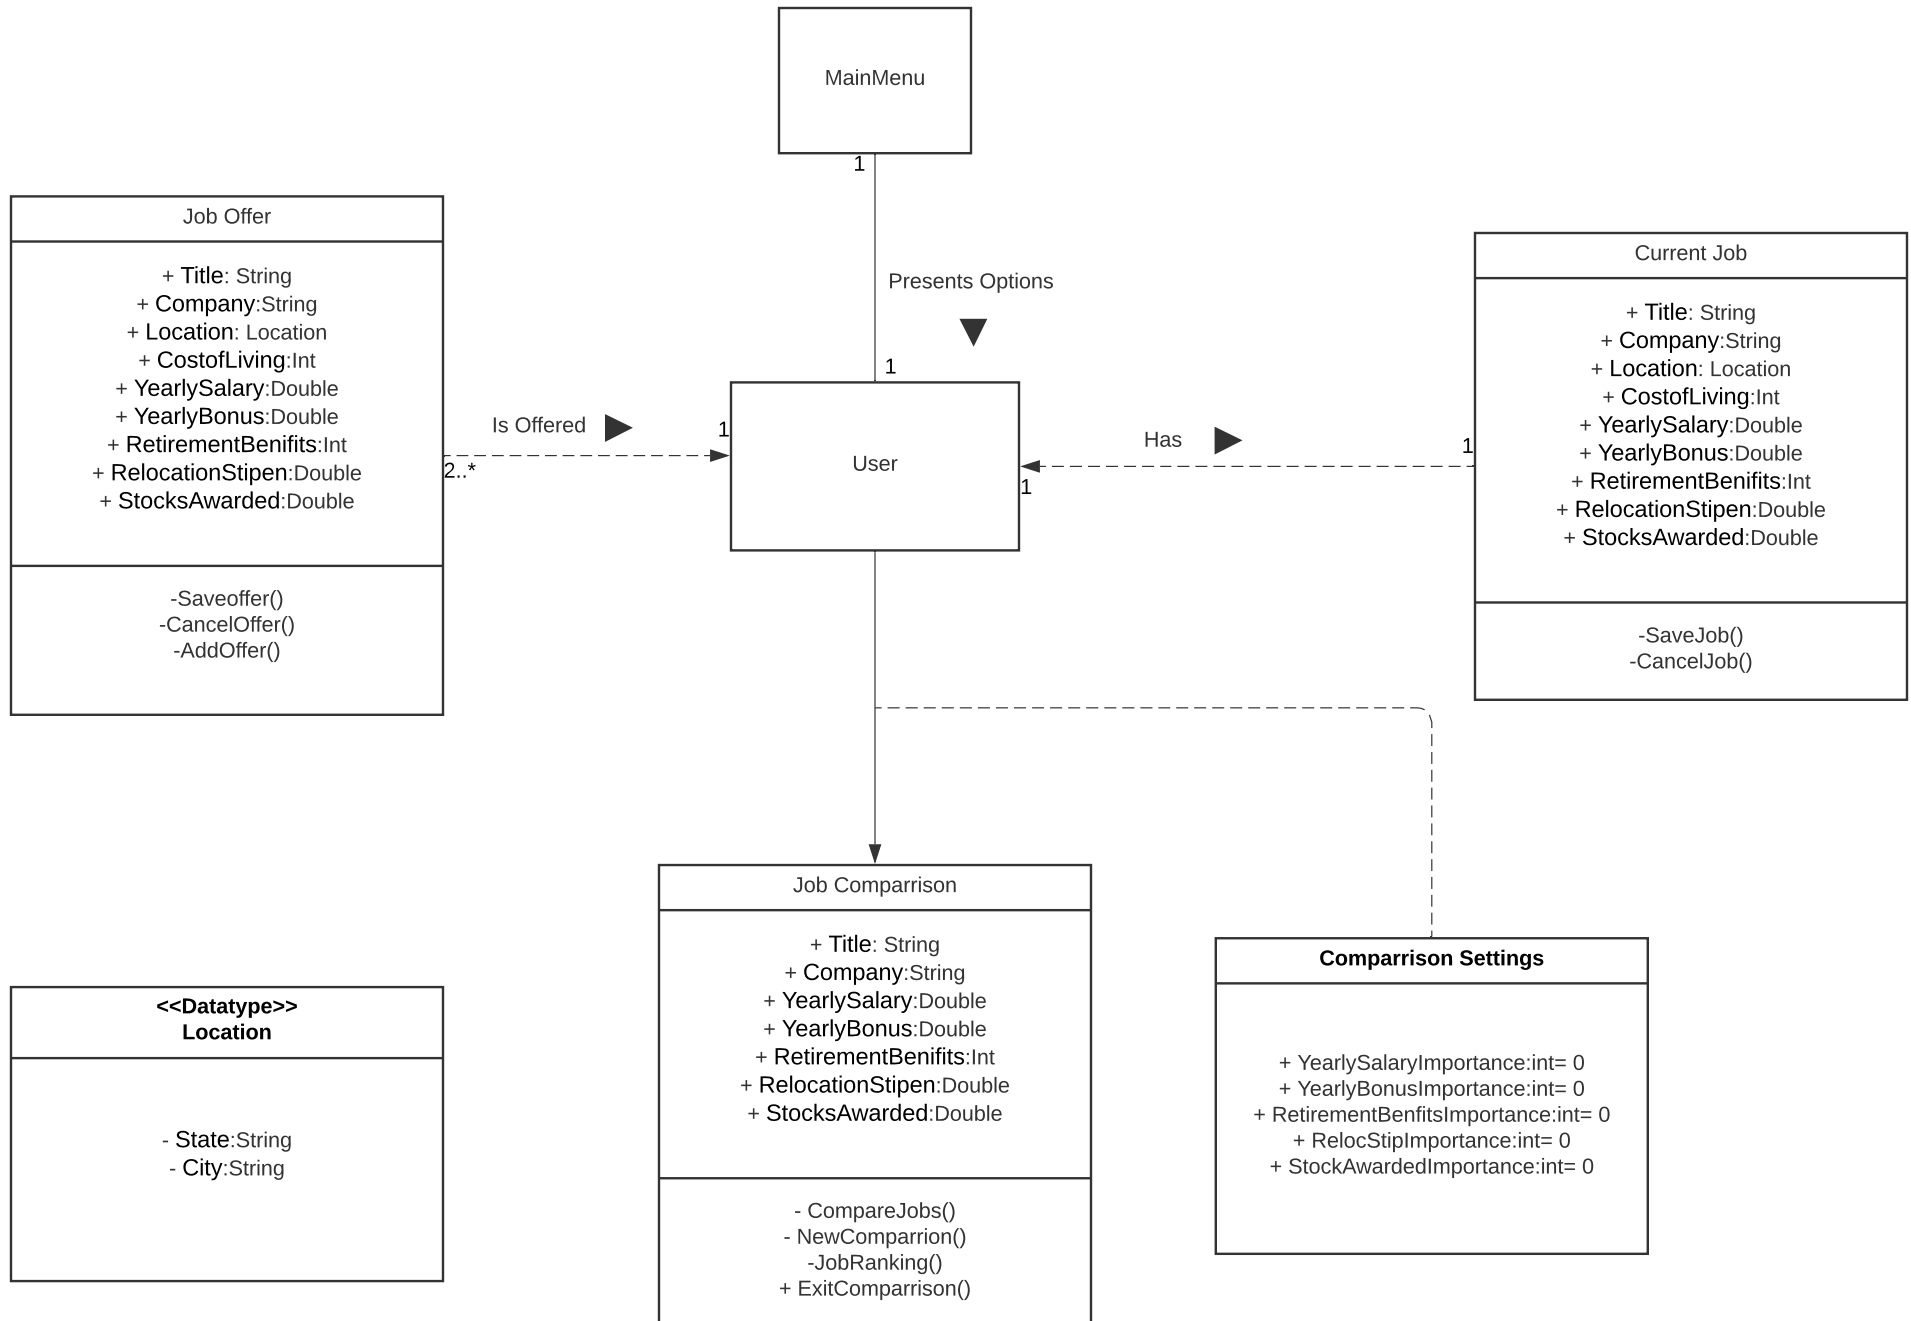 MainMenu
1
Presents Options
1
Job Offer
+ Title: String
+ Company:String
+ Location: Location
+ CostofLiving:Int
+ YearlySalary:Double
+ YearlyBonus:Double
+ RetirementBenifits:Int
+ RelocationStipen:Double
+ StocksAwarded:Double
-Saveoffer()
-CancelOffer()
-AddOffer()
Is Offered
1
2..*
User
Has
1
1
Current Job
+ Title: String
+ Company:String
+ Location: Location
+ CostofLiving:Int
+ YearlySalary:Double
+ YearlyBonus:Double
+ RetirementBenifits:Int
+ RelocationStipen:Double
+ StocksAwarded:Double
-SaveJob()
-CancelJob()
<<Datatype>>
Location
- State:String
- City:String
Job Comparrison
+ Title: String
+ Company:String
+ YearlySalary:Double
+ YearlyBonus:Double
+ RetirementBenifits:Int
+ RelocationStipen:Double
+ StocksAwarded:Double
- CompareJobs()
- NewComparrion()
-JobRanking()
+ ExitComparrison()
Comparrison Settings
+ YearlySalaryImportance:int= 0
+ YearlyBonusImportance:int= 0
+ RetirementBenfitsImportance:int= 0
+ RelocStipImportance:int= 0
+ StockAwardedImportance:int= 0